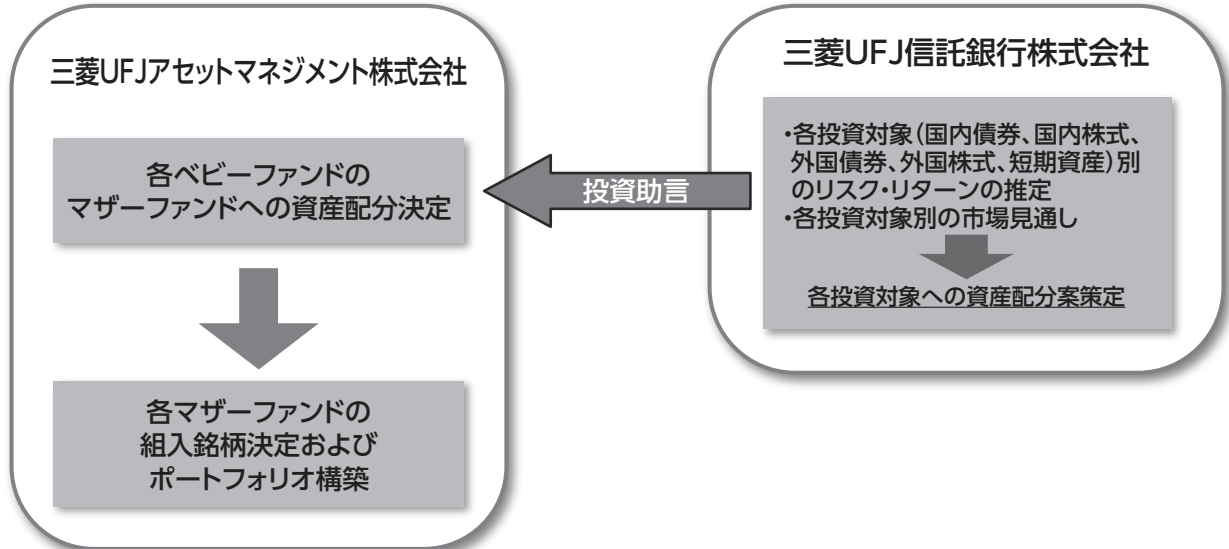 三菱UFJアセットマネジメント株式会社
各ベビーファンドの
マザーファンドへの資産配分決定
各マザーファンドの
組入銘柄決定および
ポートフォリオ構築
投資助言
三菱UFJ信託銀行株式会社
・各投資対象(国内債券、国内株式、
外国債券、外国株式、短期資産)別
のリスク・リターンの推定
・各投資対象別の市場見通し
各投資対象への資産配分案策定